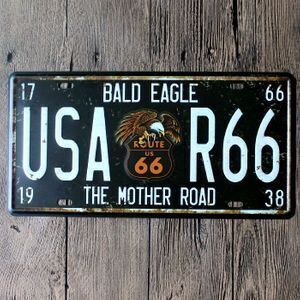 17 BALD EAGLE 66
USA R66
ROUTE
US
66
19 THE MOTHER ROAD 38